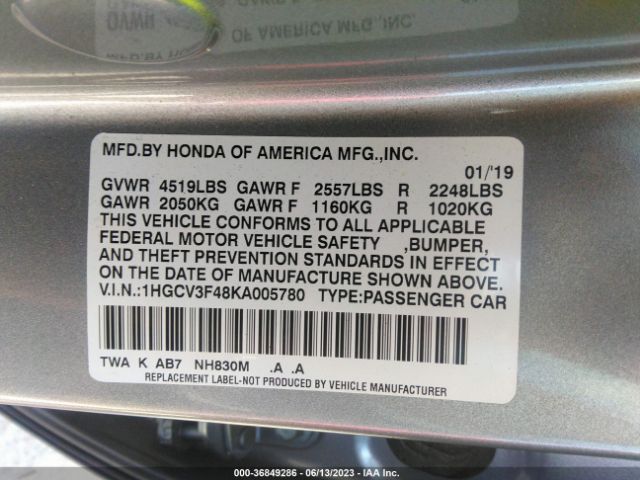 MFD.BY HONDA OF AMERICA MFG.,INC.
01/'19
GVWR 4519LBS GAWR F 2557LBS R 2248LBS
GAWR 2050KG GAWR F 1160KG R 1020KG
THIS VEHICLE CONFORMS TO ALL APPLICABLE
FEDERAL MOTOR VEHICLE SAFETY ,BUMPER,
AND THEFT PREVENTION STANDARDS IN EFFECT
ON THE DATE OF MANUFACTURE SHOWN ABOVE.
V.I.N.:1HGCV3F48KA005780 TYPE:PASSENGER CAR
TWA K AB7 NH830M .A .A
REPLACEMENT LABEL-NOT PRODUCED BY VEHICLE MANUFACTURER
000-36849286 - 06/13/2023 - IAA Inc.